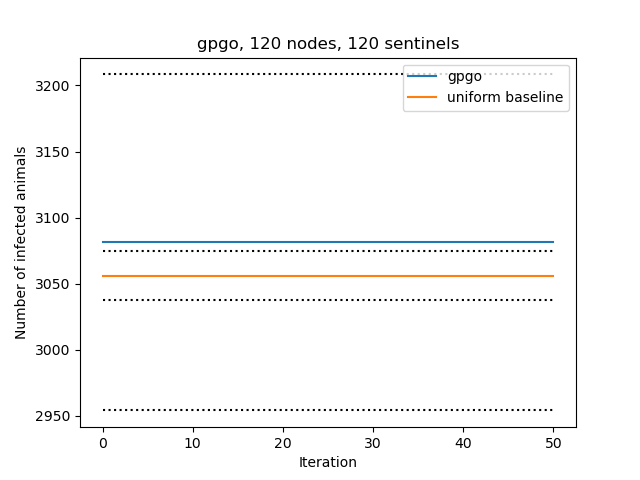 gpgo, 120 nodes, 120 sentinels
gpgo
uniform baseline
Number of infected animals
3200
3150
3100
3050
3000
2950
0 10 20 30 40 50
Iteration